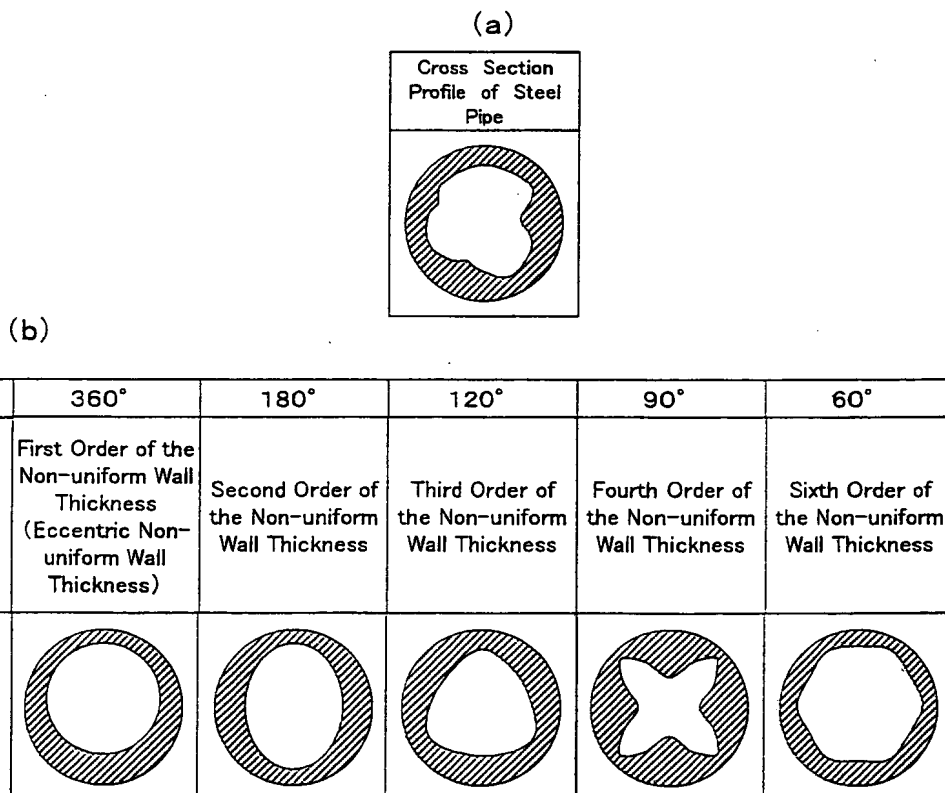 (a)
Cross Section
Profile of Steel
Pipe
(b)
360°
180°
120°
90°
60°
First Order of the
Non-uniform Wall
Thickness
(Eccentric Non-
uniform Wall
Thickness)
Second Order of
the Non-uniform
Wall Thickness
Third Order of
the Non-uniform
Wall Thickness
Fourth Order of
the Non-uniform
Wall Thickness
Sixth Order of
the Non-uniform
Wall Thickness